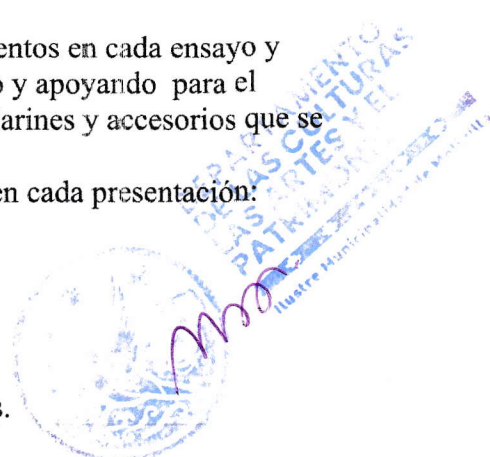 entos en cada ensayo y
o y apoyando para el
arines y accesorios que se
en cada presentación:
s.
DEPARTAMENTO
DE LAS CULTURAS
LAS ARTES Y EL
PATRIMONIO
Ilustre Municipalidad de